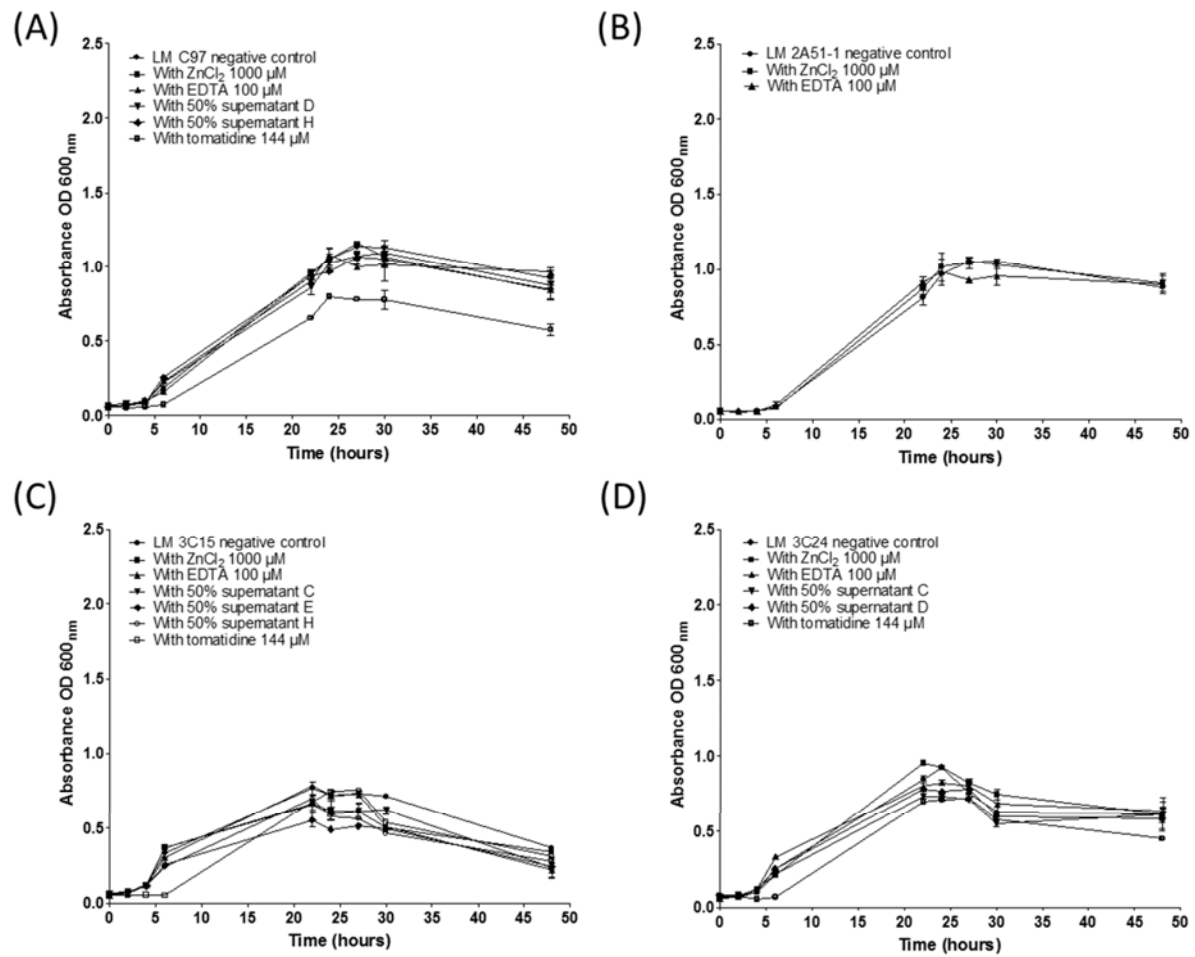 (A)
2.5
2.0
1.5
1.0
0.5
0.0
Absorbance OD 600nm
LM C97 negative control
With ZnCl2 1000 µM
With EDTA 100 µM
With 50% supernatant D
With 50% supernatant H
With tomatidine 144 µM
0 5 10 15 20 25 30 35 40 45 50
Time (hours)
(B)
2.5
2.0
1.5
1.0
0.5
0.0
Absorbance OD 600nm
LM 2A51-1 negative control
With ZnCl2 1000 µM
With EDTA 100 µM
0 5 10 15 20 25 30 35 40 45 50
Time (hours)
(C)
2.5
2.0
1.5
1.0
0.5
0.0
Absorbance OD 600nm
LM 3C15 negative control
With ZnCl2 1000 µM
With EDTA 100 µM
With 50% supernatant C
With 50% supernatant E
With 50% supernatant H
With tomatidine 144 µM
0 5 10 15 20 25 30 35 40 45 50
Time (hours)
(D)
2.5
2.0
1.5
1.0
0.5
0.0
Absorbance OD 600nm
LM 3C24 negative control
With ZnCl2 1000 µM
With EDTA 100 µM
With 50% supernatant C
With 50% supernatant D
With tomatidine 144 µM
0 5 10 15 20 25 30 35 40 45 50
Time (hours)